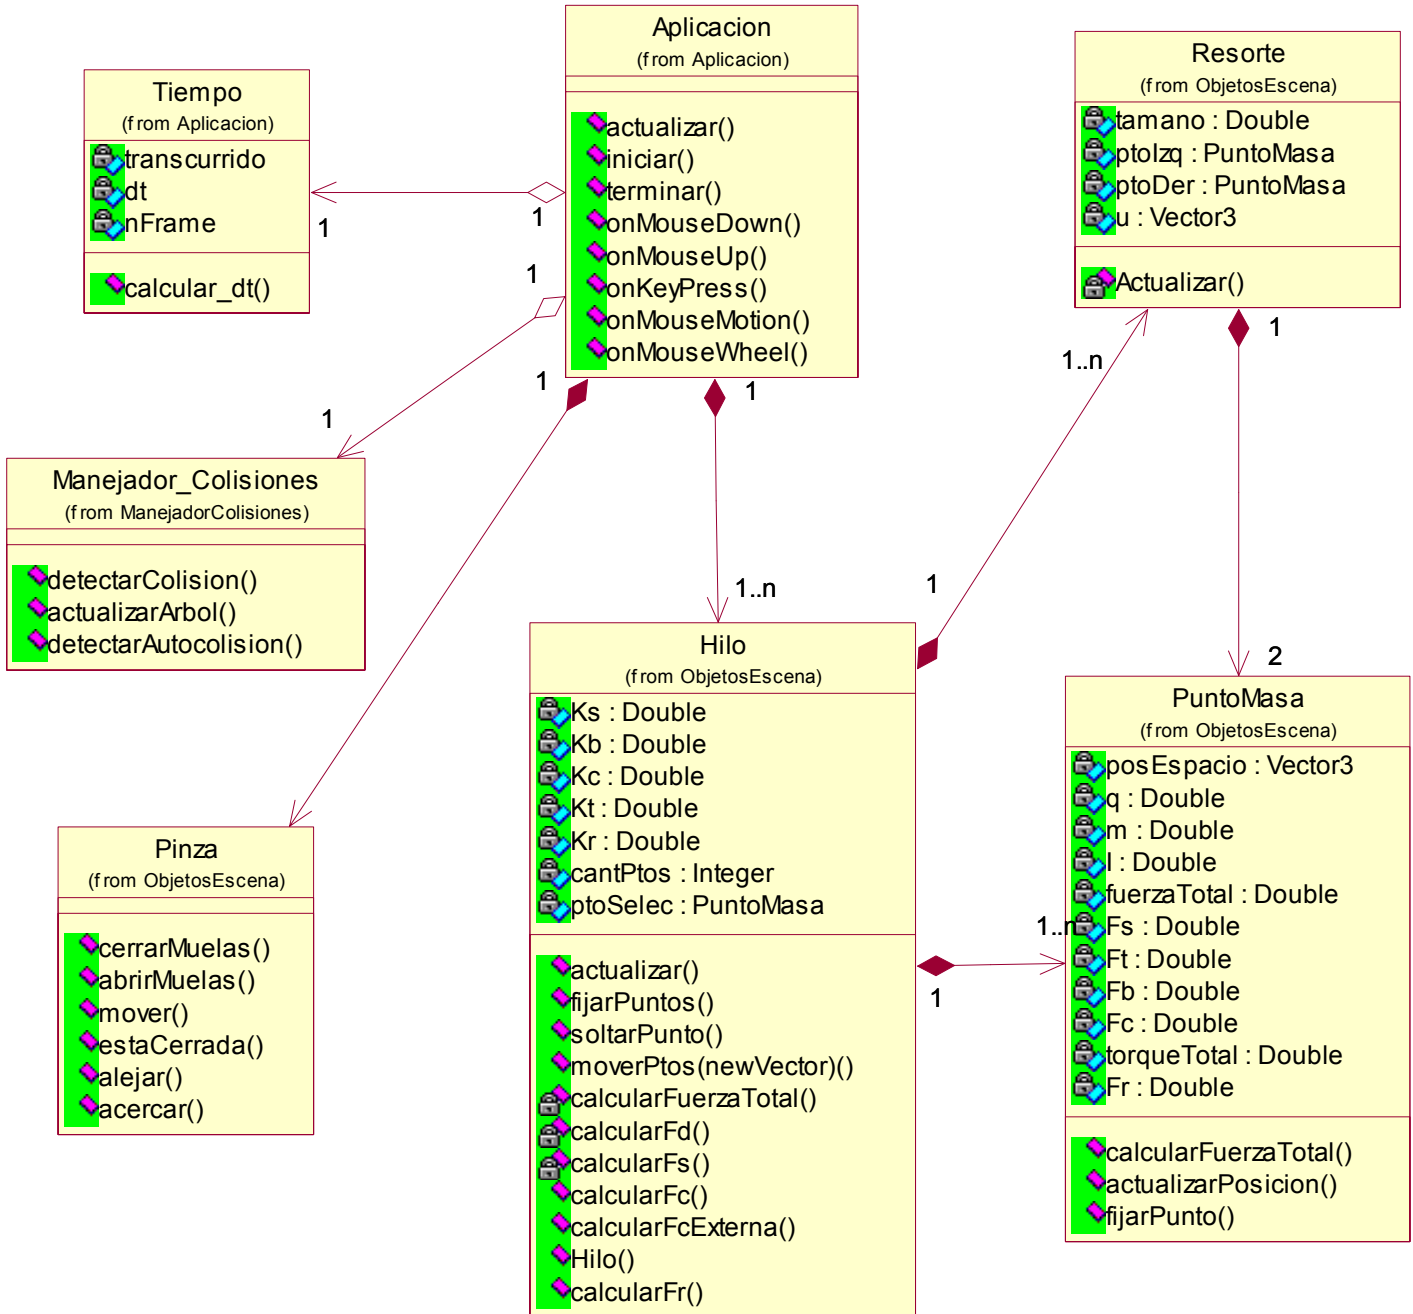 Aplicacion
(from Aplicacion)
actualizar()
iniciar()
terminar()
onMouseDown()
onMouseUp()
onKeyPress()
onMouseMotion()
onMouseWheel()
Tiempo
(from Aplicacion)
transcurrido
dt
nFrame
calcular_dt()
1
1
1
1
1
1
Resorte
(from ObjetosEscena)
tamano : Double
ptoIzq : PuntoMasa
ptoDer : PuntoMasa
u : Vector3
Actualizar()
1
1..n
Manejador_Colisiones
(from ManejadorColisiones)
detectarColision()
actualizarArbol()
detectarAutocolision()
1..n
1
2
Hilo
(from ObjetosEscena)
Ks : Double
Kb : Double
Kc : Double
Kt : Double
Kr : Double
cantPtos : Integer
ptoSelec : PuntoMasa
actualizar()
fijarPuntos()
soltarPunto()
moverPtos(newVector)()
calcularFuerzaTotal()
calcularFd()
calcularFs()
calcularFc()
calcularFcExterna()
Hilo()
calcularFr()
1
1..n
PuntoMasa
(from ObjetosEscena)
posEspacio : Vector3
q : Double
m : Double
I : Double
fuerzaTotal : Double
Fs : Double
Ft : Double
Fb : Double
Fc : Double
torqueTotal : Double
Fr : Double
calcularFuerzaTotal()
actualizarPosicion()
fijarPunto()
Pinza
(from ObjetosEscena)
cerrarMuelas()
abrirMuelas()
mover()
estaCerrada()
alejar()
acercar()